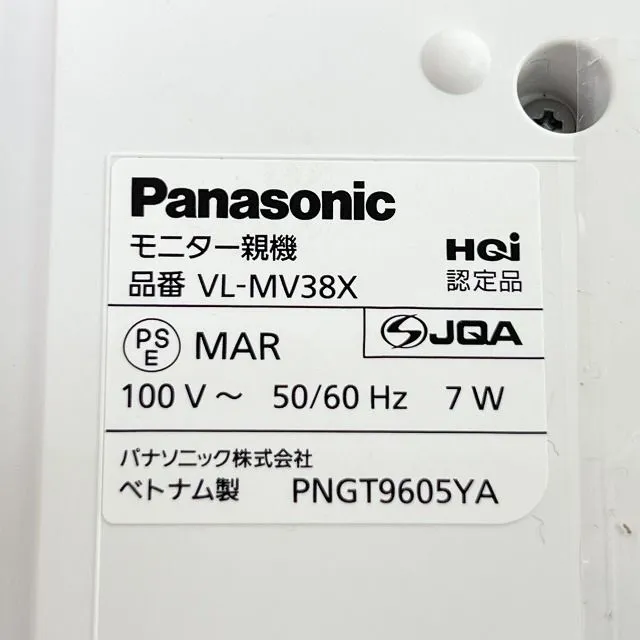 Panasonic
モニター親機
品番 VL-MV38X
HQi
認定品
PS
E
MAR
JQA
100 V ～ 50/60 Hz 7 W
パナソニック株式会社
ベトナム製 PNGT9605YA